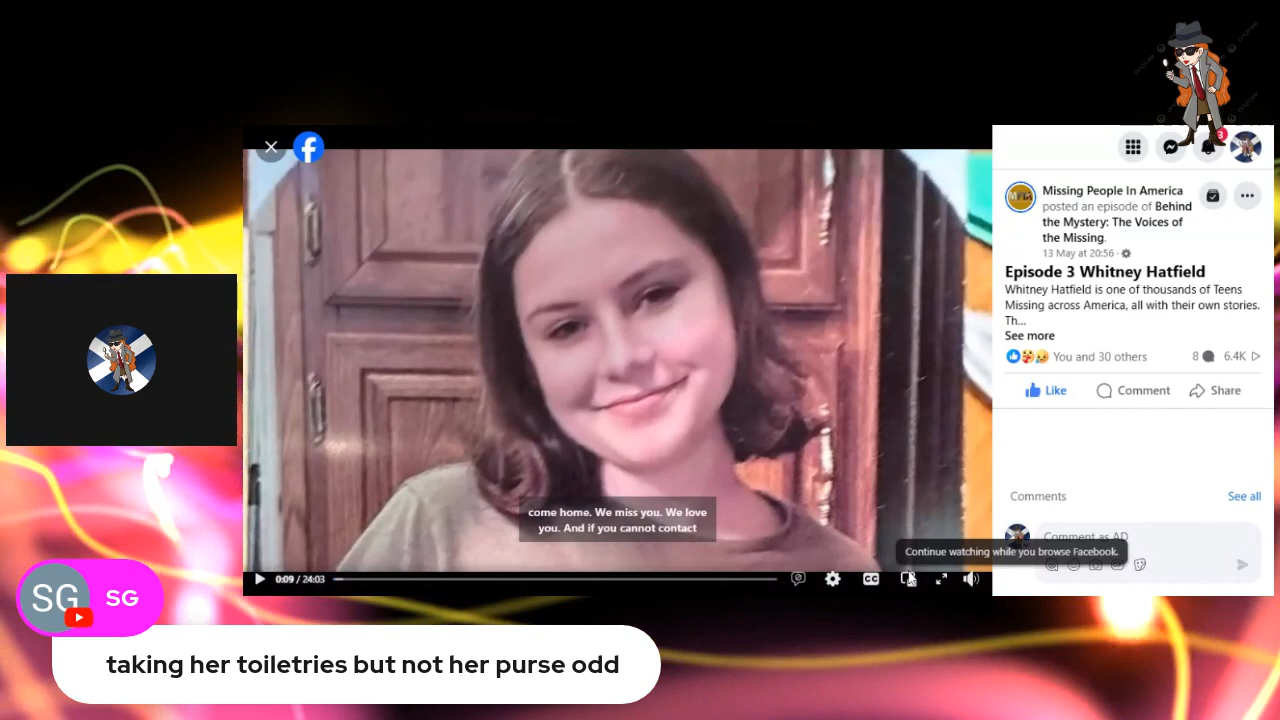 3
Missing People In America
posted an episode of Behind
the Mystery: The Voices of
the Missing.
13 May at 20:56 ·
Episode 3 Whitney Hatfield
Whitney Hatfield is one of thousands of Teens
Missing across America, all with their own stories.
Th...
See more
You and 30 others
8
6.4K
Like
Comment
Share
Comments
See all
Comment as AD
come home. We miss you. We love
you. And if you cannot contact
Continue watching while you browse Facebook.
0:09 / 24:03
CC
SG
SG
taking her toiletries but not her purse odd